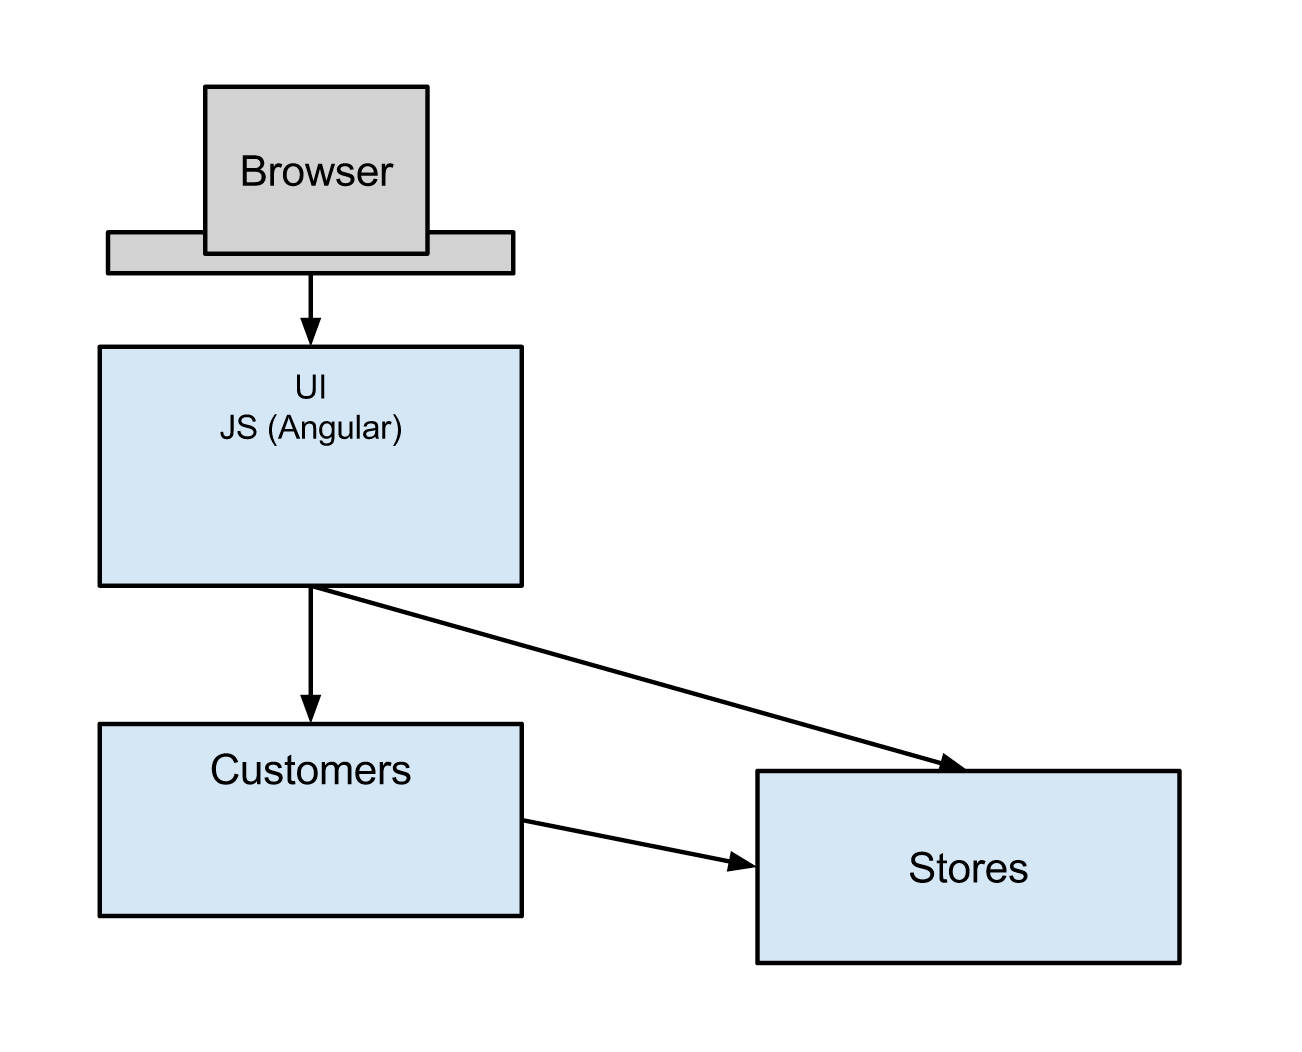 Browser
UI
JS (Angular)
Customers
Stores